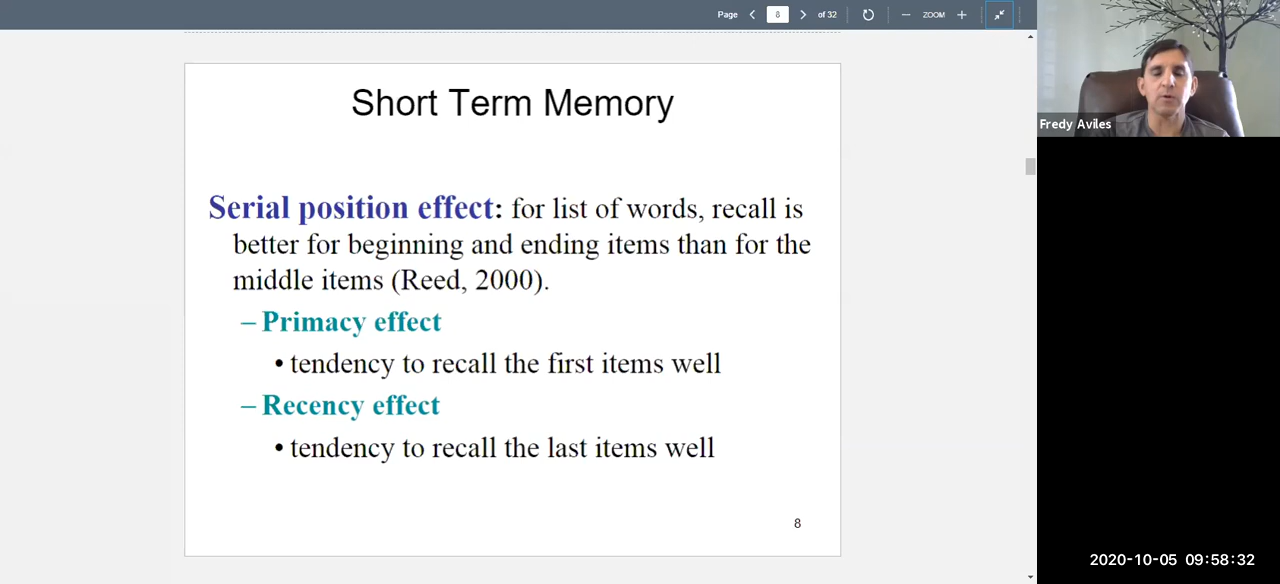 Page 8 of 32 ZOOM
Short Term Memory
Serial position effect: for list of words, recall is
better for beginning and ending items than for the
middle items (Reed, 2000).
– Primacy effect
• tendency to recall the first items well
– Recency effect
• tendency to recall the last items well
8
Fredy Aviles
2020-10-05 09:58:32